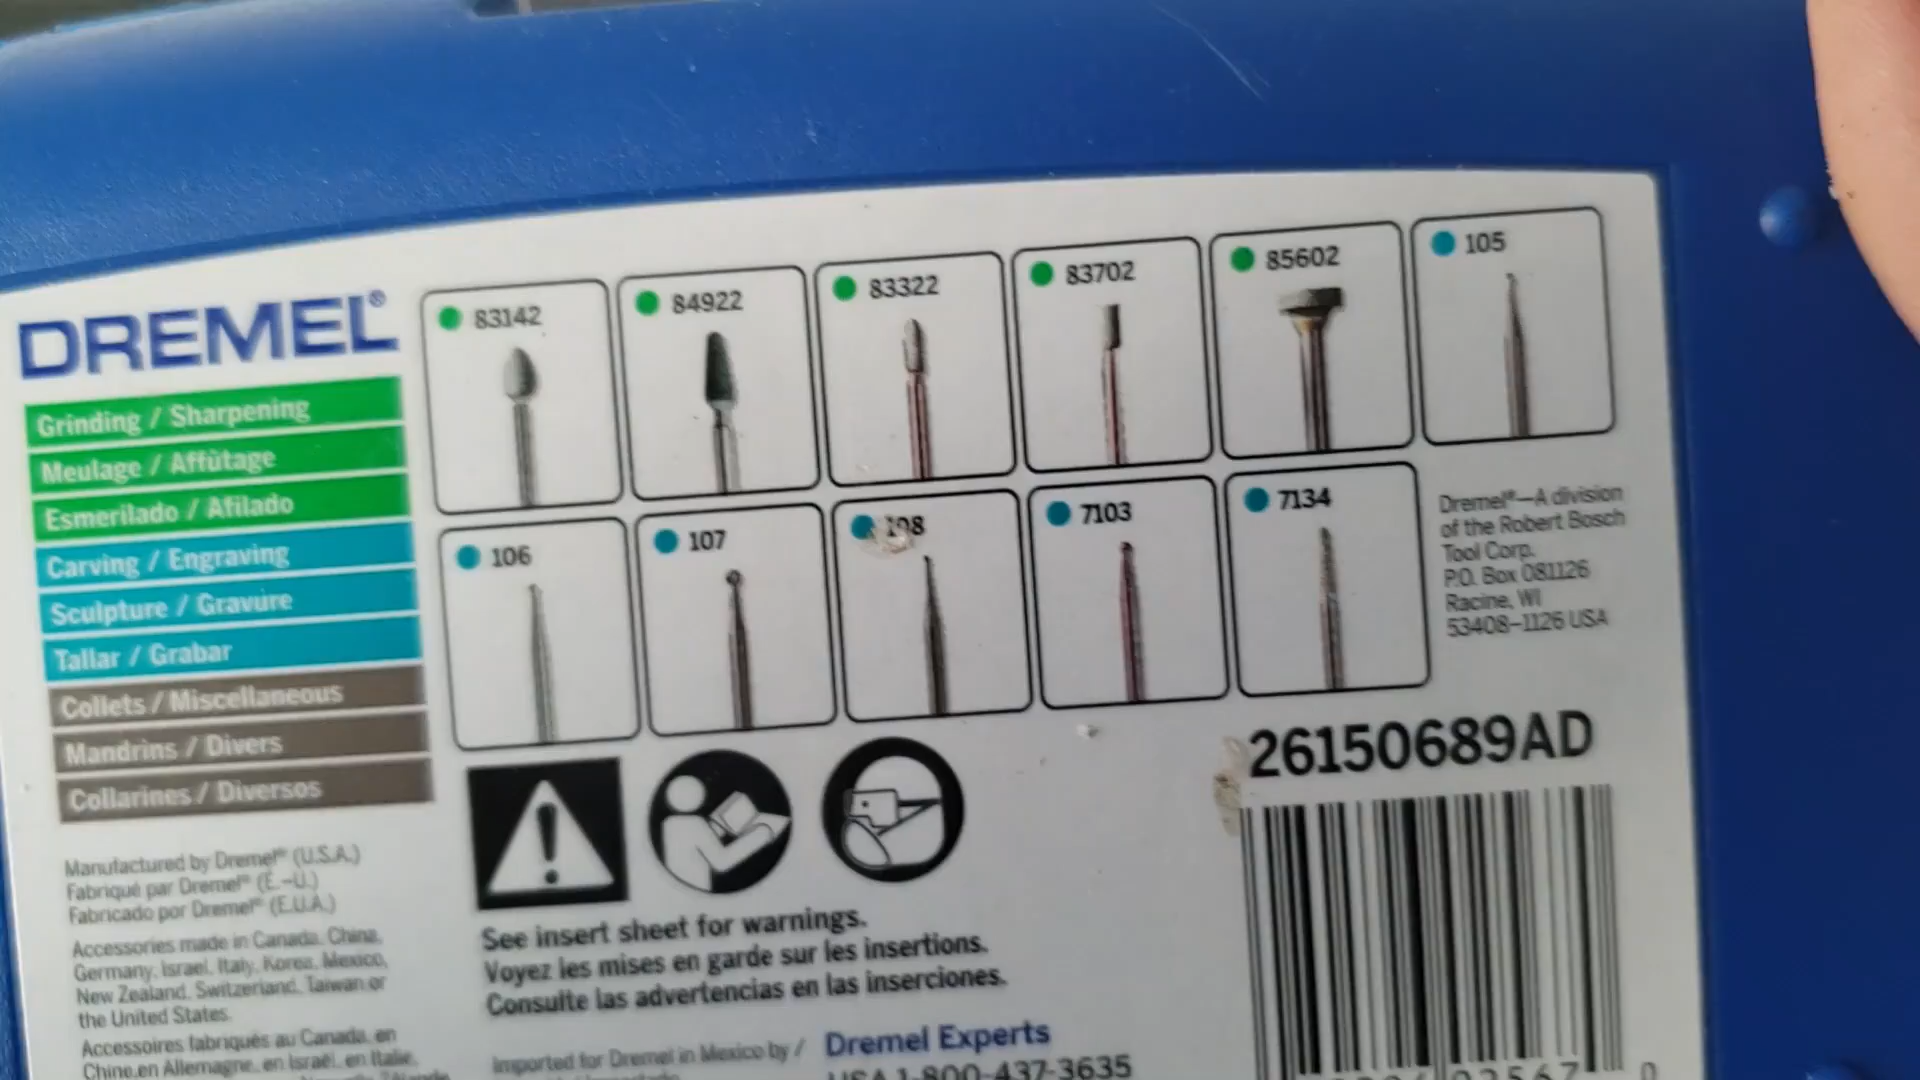 DREMEL®
Grinding / Sharpening
Meulage / Affûtage
Esmerilado / Afilado
Carving / Engraving
Sculpture / Gravure
Tallar / Grabar
Collets / Miscellaneous
Mandrins / Divers
Collarines / Diversos
Manufactured by Dremel® (U.S.A.)
Fabriqué par Dremel® (É.-U.)
Fabricado por Dremel® (E.U.A.)
Accessories made in Canada, China,
Germany, Israel, Italy, Korea, Mexico,
New Zealand, Switzerland, Taiwan or
the United States.
Accessoires fabriqués au Canada, en
Chine,en Allemagne, en Israël, en Italie,
83142
84922
83322
83702
85602
105
106
107
108
7103
7134
Dremel®—A division
of the Robert Bosch
Tool Corp.
P.O. Box 081126
Racine, WI
53408–1126 USA
26150689AD
See insert sheet for warnings.
Voyez les mises en garde sur les insertions.
Consulte las advertencias en las inserciones.
Imported for Dremel in Mexico by /
Dremel Experts
USA 1-800-437-3635